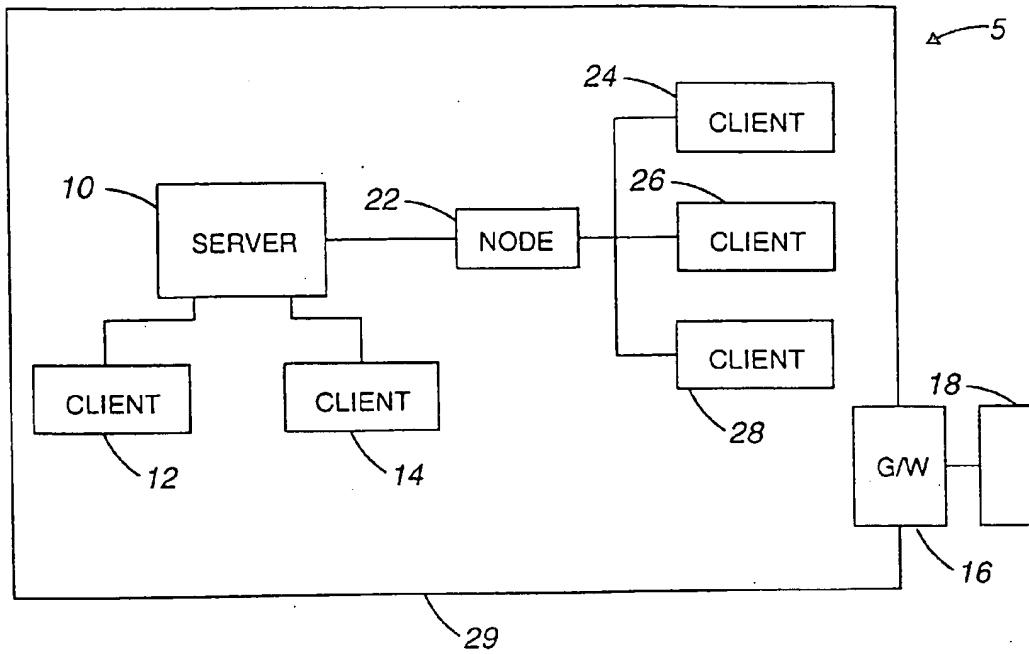 5
24
CLIENT
10
22
26
SERVER
NODE
CLIENT
CLIENT
CLIENT
CLIENT
18
12
14
28
G/W
16
29